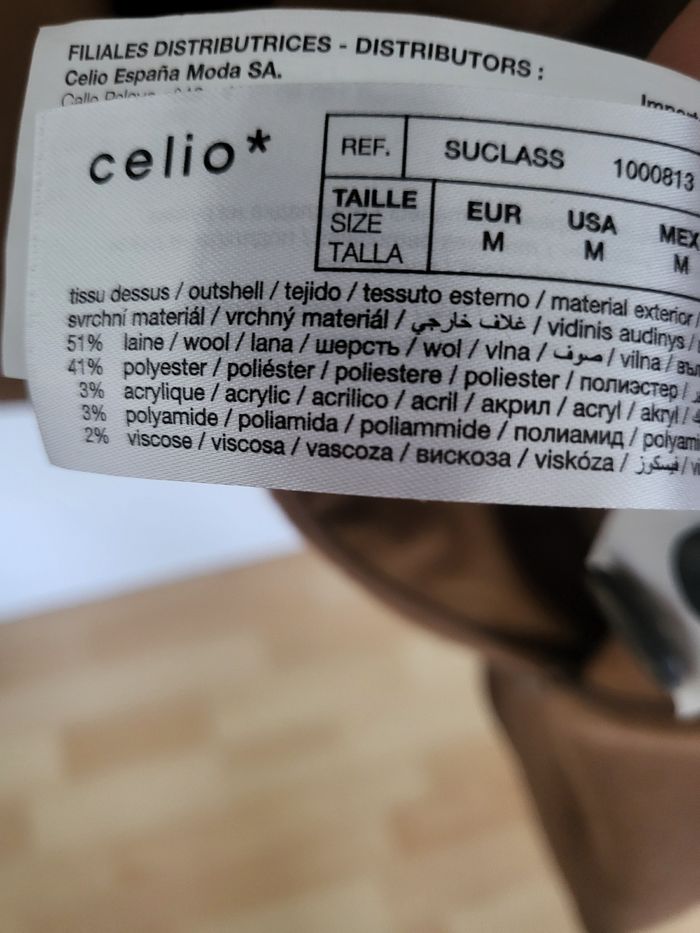 FILIALES DISTRIBUTRICES - DISTRIBUTORS :
Celio España Moda SA.
celio*
REF. SUCLASS 1000813
TAILLE EUR USA MEX
SIZE M M M
TALLA
tissu dessus / outshell / tejido / tessuto esterno / material exterior /
svrchní materiál / vrchný materiál / غلاف خارجي / vidinis audinys /
51% laine / wool / lana / шерсть / wol / vlna / صوف / vilna /
41% polyester / poliéster / poliestere / poliester / полиэстер /
3% acrylique / acrylic / acrilico / acril / акрил / acryl / akryl /
3% polyamide / poliamida / poliammide / полиамид /
2% viscose / viscosa / vascoza / вискоза / viskóza / فيسكوز /